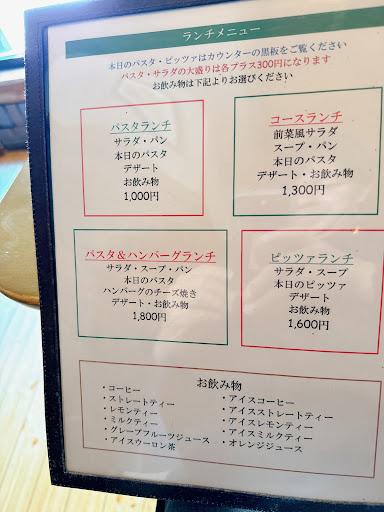 ランチメニュー
本日のパスタ・ピッツァはカウンターの黒板をご覧ください
パスタ・サラダの大盛りは各プラス300円になります
お飲み物は下記よりお選びください
パスタランチ
サラダ・パン
本日のパスタ
デザート
お飲み物
1,000円
コースランチ
前菜風サラダ
スープ・パン
本日のパスタ
デザート・お飲み物
1,300円
パスタ&ハンバーグランチ
サラダ・スープ・パン
本日のパスタ
ハンバーグのチーズ焼き
デザート・お飲み物
1,800円
ピッツァランチ
サラダ・スープ
本日のピッツァ
デザート
お飲み物
1,600円
お飲み物
・コーヒー
・ストレートティー
・レモンティー
・ミルクティー
・グレープフルーツジュース
・アイスウーロン茶
・アイスコーヒー
・アイスストレートティー
・アイスレモンティー
・アイスミルクティー
・オレンジジュース